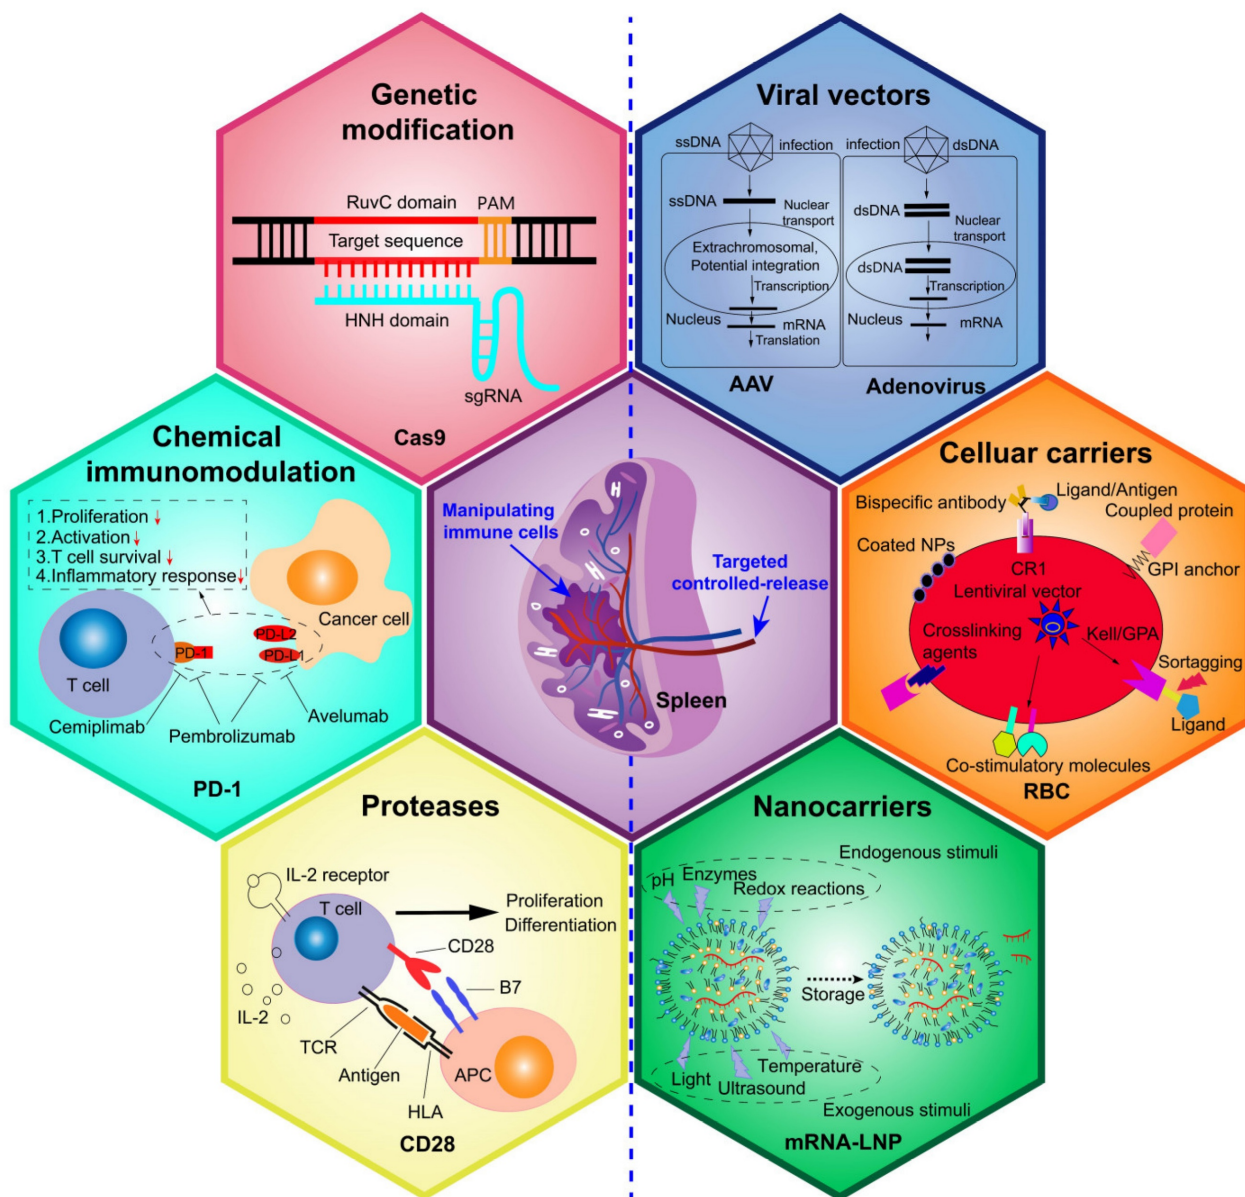 Genetic
modification
RuvC domain
PAM
Target sequence
HNH domain
sgRNA
Cas9
Viral vectors
ssDNA
infection
infection
dsDNA
ssDNA
Nuclear
transport
dsDNA
Nuclear
transport
Extrachromosomal,
Potential integration
dsDNA
Transcription
Transcription
Nucleus
mRNA
Translation
Nucleus
mRNA
AAV
Adenovirus
Chemical
immunomodulation
1.Proliferation ↓
2.Activation ↓
3.T cell survival ↓
4.Inflammatory response↓
Cancer cell
PD-L2
PD-1
PD-L1
T cell
Cemiplimab
Pembrolizumab
Avelumab
PD-1
Manipulating
immune cells
Targeted
controlled-release
Spleen
Celluar carriers
Bispecific antibody
Ligand/Antigen
Coupled protein
Coated NPs
CR1
GPI anchor
Lentiviral vector
Crosslinking
agents
Kell/GPA
Sortagging
Ligand
Co-stimulatory molecules
RBC
Proteases
IL-2 receptor
T cell
Proliferation
Differentiation
CD28
B7
IL-2
TCR
Antigen
HLA
APC
CD28
Nanocarriers
Endogenous stimuli
pH
Enzymes
Redox reactions
Storage
Light
Ultrasound
Temperature
Exogenous stimuli
mRNA-LNP